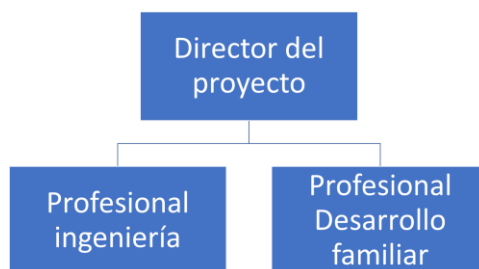 Director del
proyecto
Profesional
ingeniería
Profesional
Desarrollo
familiar